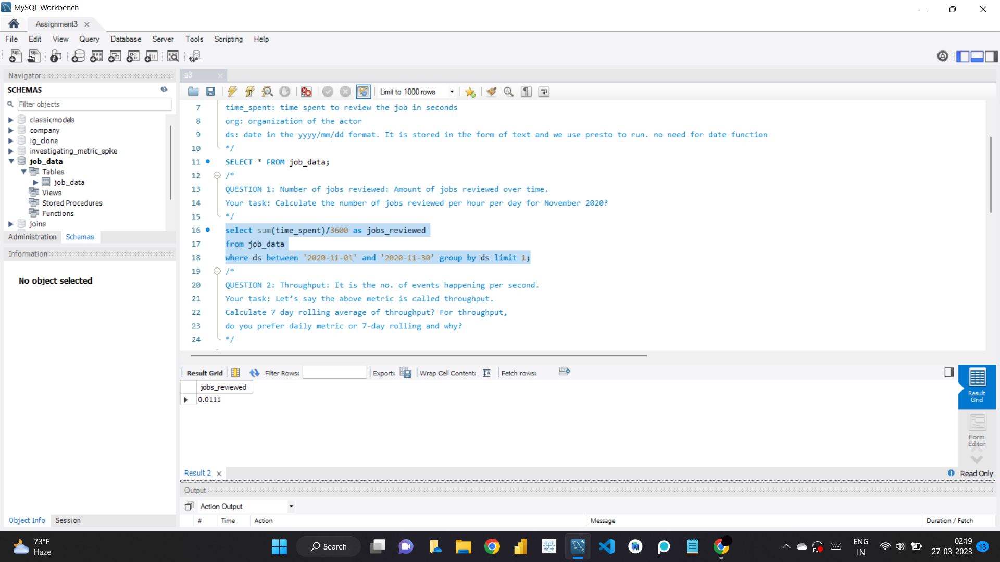 MySQL Workbench
Assignment3
File Edit View Query Database Server Tools Scripting Help
Navigator
SCHEMAS
Filter objects
classicmodels
company
ig_clone
investigating_metric_spike
job_data
Tables
job_data
Views
Stored Procedures
Functions
joins
Administration Schemas
Information
No object selected
Object Info Session
a3
Limit to 1000 rows
7 time_spent: time spent to review the job in seconds
8 org: organization of the actor
9 ds: date in the yyyy/mm/dd format. It is stored in the form of text and we use presto to run. no need for date function
10 */
11 SELECT * FROM job_data;
12 /*
13 QUESTION 1: Number of jobs reviewed: Amount of jobs reviewed over time.
14 Your task: Calculate the number of jobs reviewed per hour per day for November 2020?
15 */
16 select sum(time_spent)/3600 as jobs_reviewed
17 from job_data
18 where ds between '2020-11-01' and '2020-11-30' group by ds limit 1;
19 /*
20 QUESTION 2: Throughput: It is the no. of events happening per second.
21 Your task: Let’s say the above metric is called throughput.
22 Calculate 7 day rolling average of throughput? For throughput,
23 do you prefer daily metric or 7-day rolling and why?
24 */
Result Grid Filter Rows: Export: Wrap Cell Content: Fetch rows:
jobs_reviewed
0.0111
Result Grid
Form Editor
Result 2
Read Only
Output
Action Output
# Time Action Message Duration / Fetch
73°F
Haze
Search
ENG
IN
02:19
27-03-2023
13